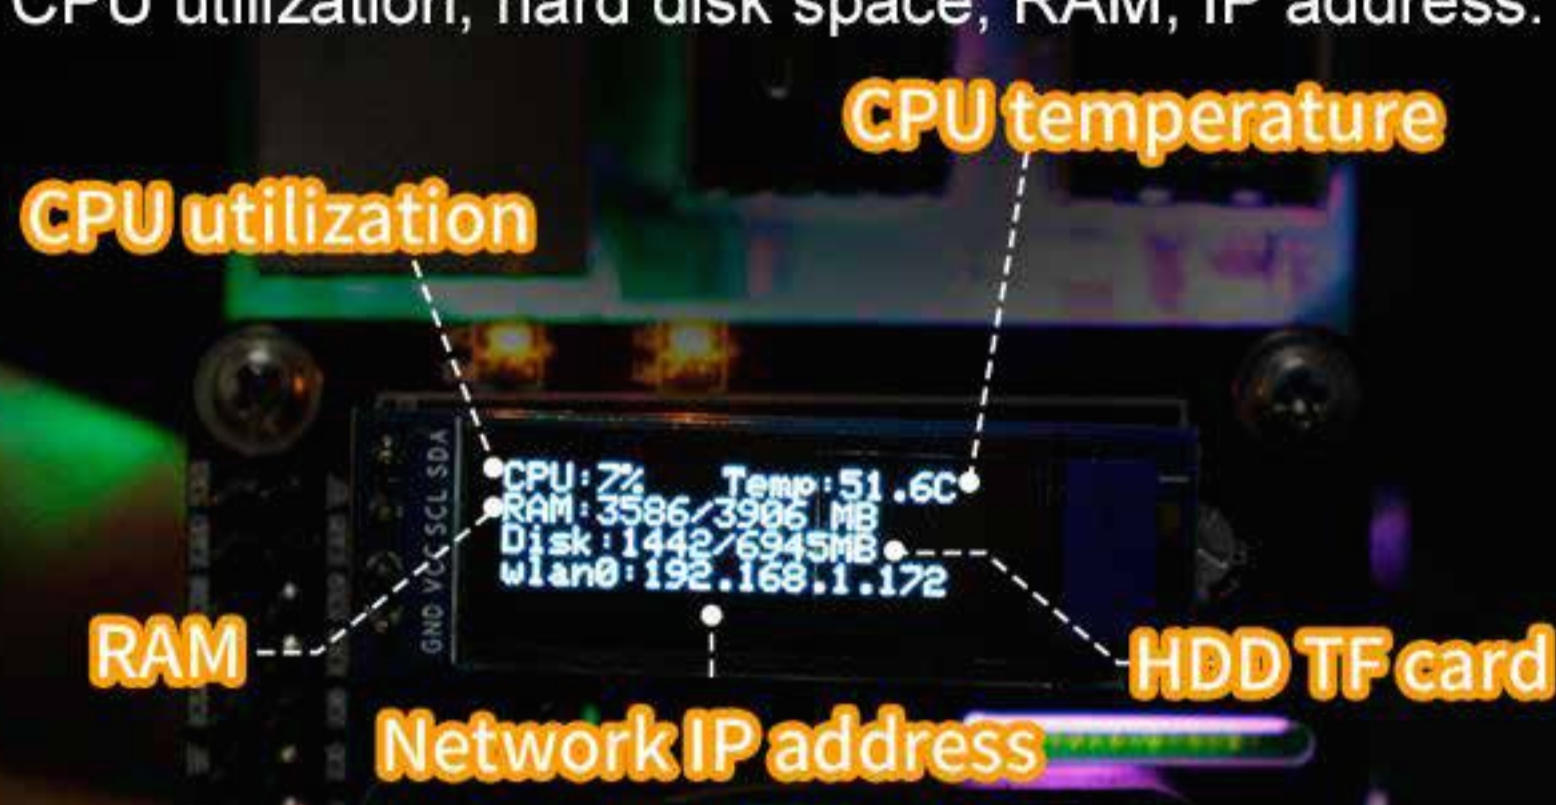 CPU utilization, hard disk space, RAM, IP address.
CPU temperature
CPU utilization
GND VCC SCL SDA
CPU:7% Temp:51.6C
RAM:3586/3906 MB
Disk:1442/6945MB
wlan0:192.168.1.172
RAM
HDD TF card
Network IP address